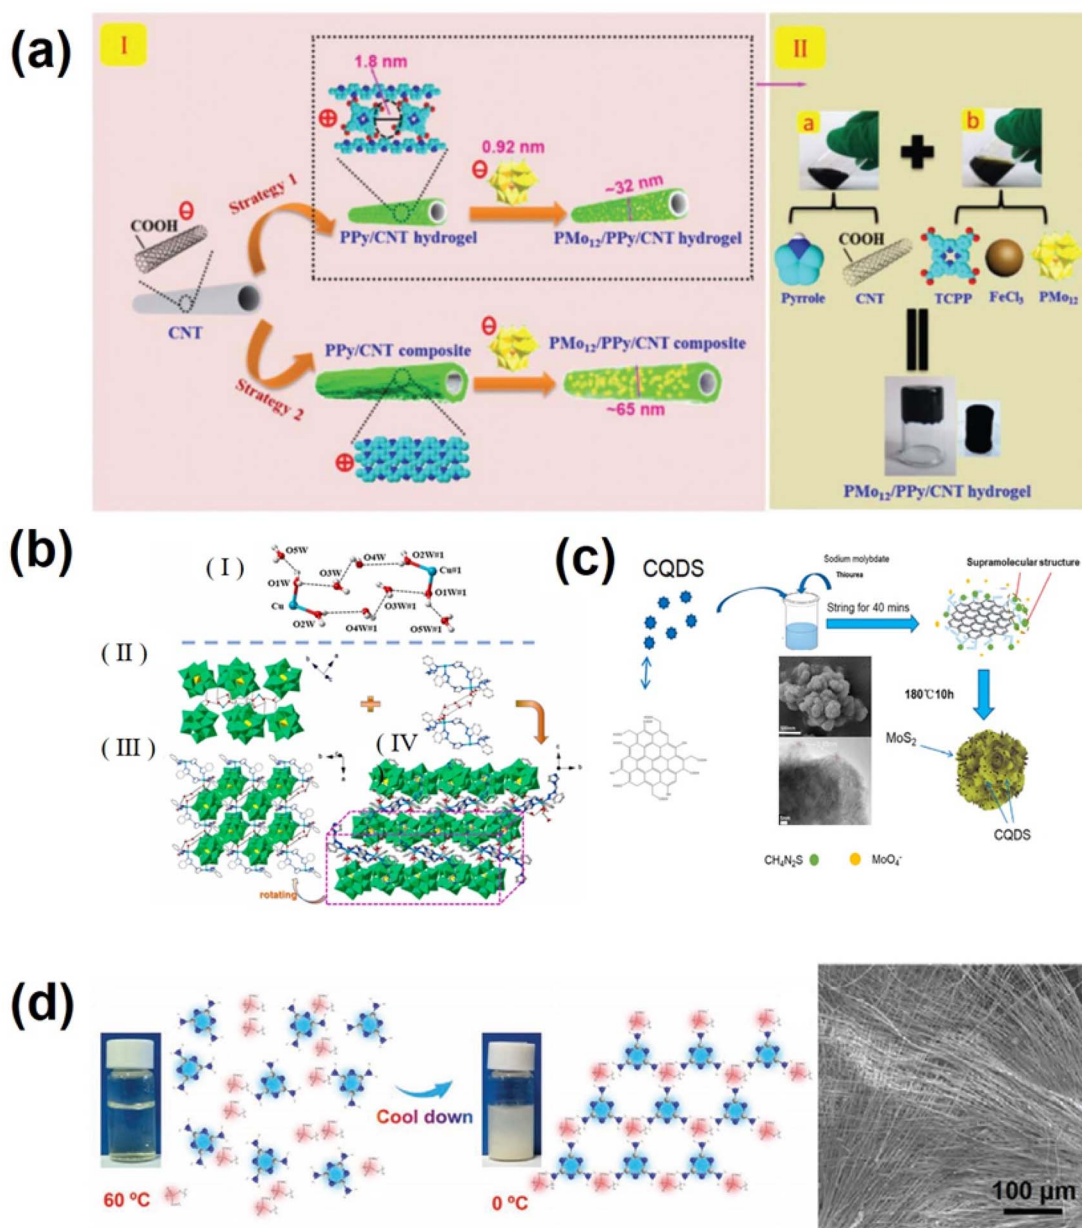 (a)
I
1.8 nm
⊕
⊖
0.92 nm
~32 nm
Strategy 1
COOH ⊖
PPy/CNT hydrogel
PMo₁₂/PPy/CNT hydrogel
CNT
Strategy 2
PPy/CNT composite
⊖
PMo₁₂/PPy/CNT composite
~65 nm
⊕
II
a
b
COOH
Pyrrole
CNT
TCPP
FeCl₃
PMo₁₂
PMo₁₂/PPy/CNT hydrogel
(b)
( I )
O5W
O4W
O2W#1
O1W
O3W
Cu#1
Cu
O3W#1
O1W#1
O2W
O4W#1
O5W#1
( II )
( III )
( IV )
rotating
(c)
CQDS
Sodium molybdate
Thiourea
String for 40 mins
Supramolecular structure
180℃10h
MoS₂
CQDS
CH₄N₂S
MoO₄⁻
(d)
60 ºC
Cool down
0 ºC
100 μm